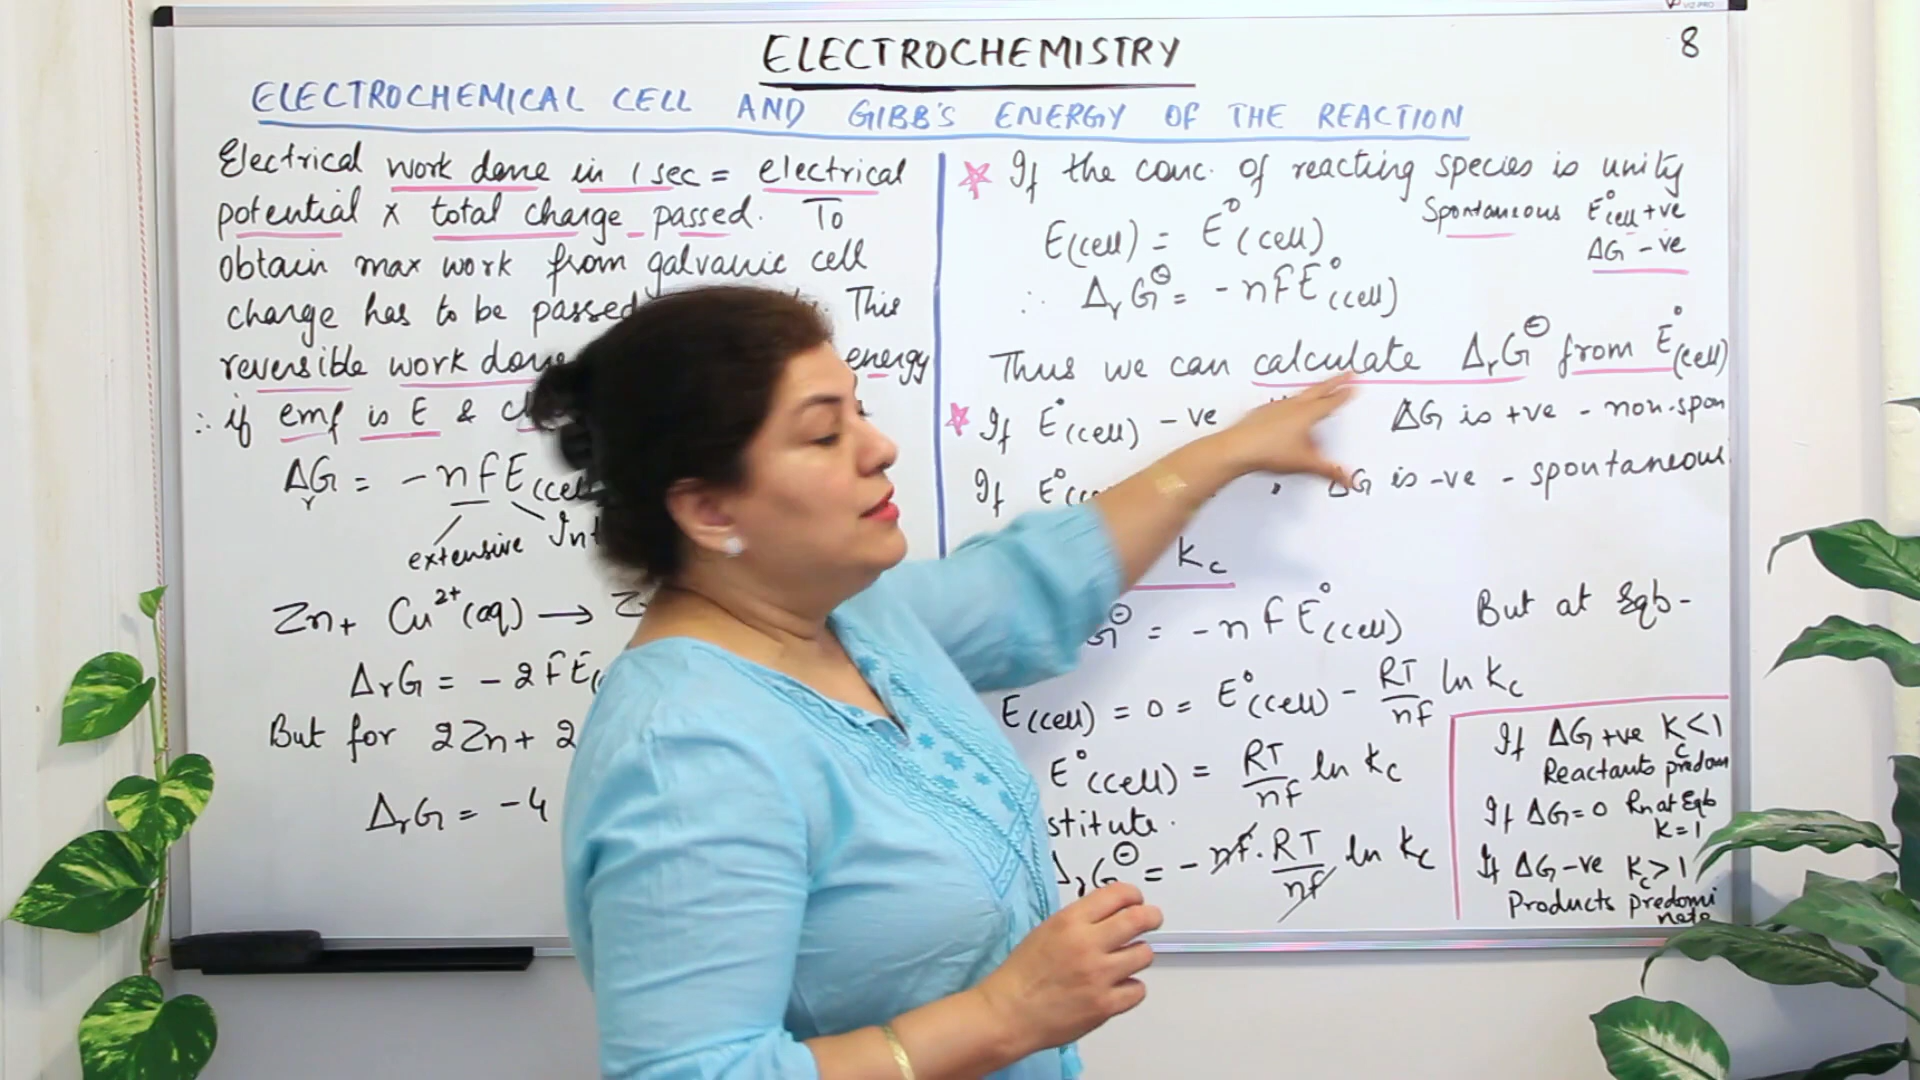 VIZ-PRO
ELECTROCHEMISTRY
8
ELECTROCHEMICAL CELL AND GIBB'S ENERGY OF THE REACTION
Electrical work done in 1 sec = electrical
potential x total charge passed. To
obtain max work from galvanic cell
charge has to be passed This
reversible work done energy
∴ if emf is E &
ΔrG = - nFE(cell
extensive Int
Zn + Cu²⁺(aq) → Z
ΔrG = - 2FE(
But for 2Zn + 2
ΔrG = - 4
☆ If the conc. of reacting species is unity
E(cell) = E°(cell)
Spontaneous E°cell +ve
ΔG -ve
∴ ΔrG⊖ = - nFE°(cell)
Thus we can calculate ΔrG⊖ from E°(cell)
☆ If E°(cell) -ve ΔG is +ve - non-spon
If E°(ce ΔG is -ve - spontaneous.
Kc
G⊖ = - nFE°(cell) But at Eqb -
E(cell) = 0 = E°(cell) - RT/nF ln Kc
E°(cell) = RT/nF ln Kc
stitute.
ΔrG⊖ = - nF . RT/nF ln Kc
If ΔG +ve Kc < 1
Reactants predom
If ΔG = 0 Rn at Eqb
K = 1
If ΔG -ve Kc > 1
Products predomi
nate